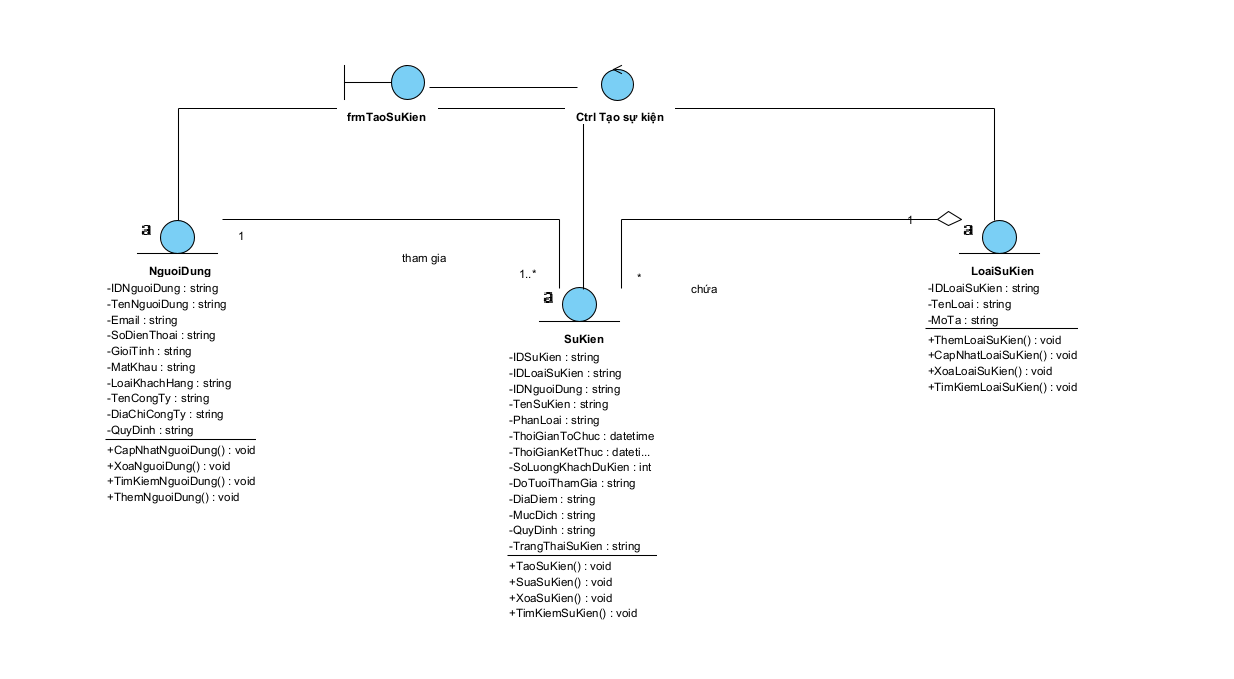 frmTaoSuKien
Ctrl Tạo sự kiện
1
tham gia
1..*
*
chứa
1
a
NguoiDung
-IDNguoiDung : string
-TenNguoiDung : string
-Email : string
-SoDienThoai : string
-GioiTinh : string
-MatKhau : string
-LoaiKhachHang : string
-TenCongTy : string
-DiaChiCongTy : string
-QuyDinh : string
+CapNhatNguoiDung() : void
+XoaNguoiDung() : void
+TimKiemNguoiDung() : void
+ThemNguoiDung() : void
a
SuKien
-IDSuKien : string
-IDLoaiSuKien : string
-IDNguoiDung : string
-TenSuKien : string
-PhanLoai : string
-ThoiGianToChuc : datetime
-ThoiGianKetThuc : dateti...
-SoLuongKhachDuKien : int
-DoTuoiThamGia : string
-DiaDiem : string
-MucDich : string
-QuyDinh : string
-TrangThaiSuKien : string
+TaoSuKien() : void
+SuaSuKien() : void
+XoaSuKien() : void
+TimKiemSuKien() : void
a
LoaiSuKien
-IDLoaiSuKien : string
-TenLoai : string
-MoTa : string
+ThemLoaiSuKien() : void
+CapNhatLoaiSuKien() : void
+XoaLoaiSuKien() : void
+TimKiemLoaiSuKien() : void